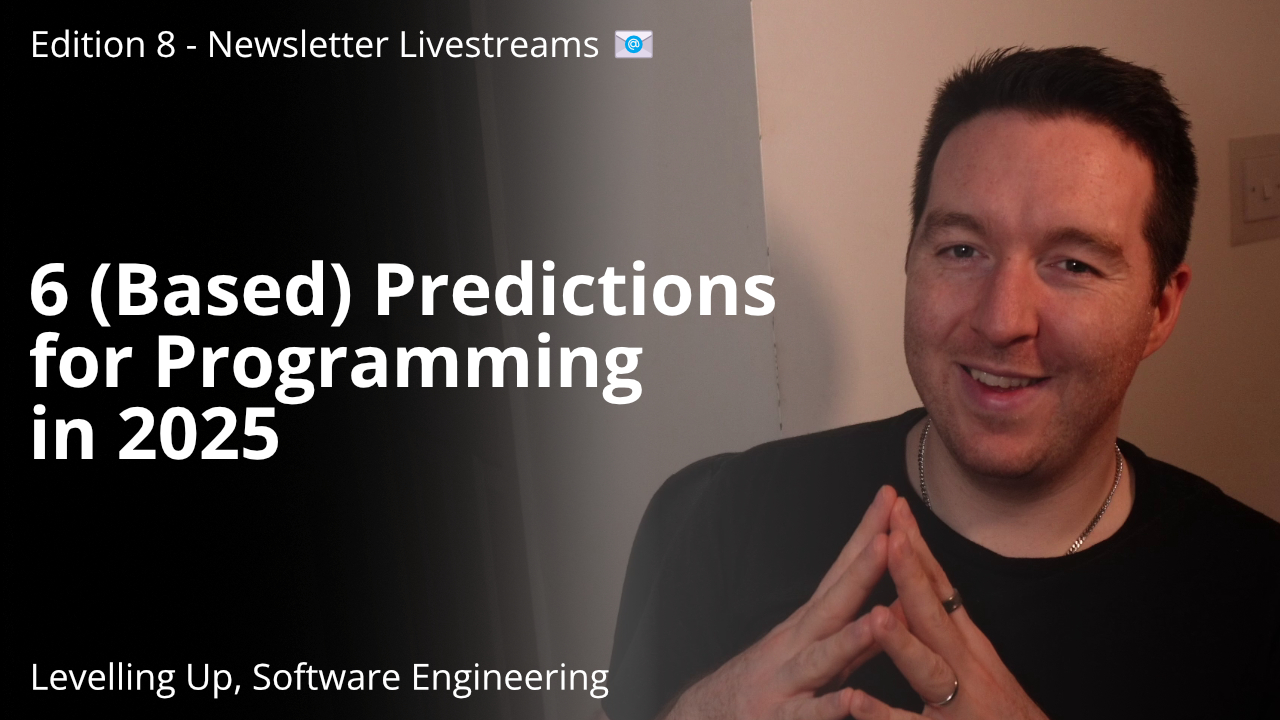 Edition 8 - Newsletter Livestreams 📧
6 (Based) Predictions
for Programming
in 2025
Levelling Up, Software Engineering